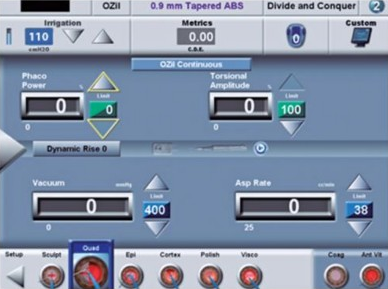 OZil 0.9 mm Tapered ABS Divide and Conquer 2
Irrigation Metrics Custom
110 0.00 0
cmH2O C.D.E.
OZil Continuous
Phaco Power % Torsional Amplitude %
Limit Limit
0 0 0 100
0 0
Dynamic Rise 0
Vacuum mmHg Asp Rate cc/min
Limit Limit
0 400 0 38
0 25
Setup Sculpt Quad Epi Cortex Polish Visco Coag Ant Vit